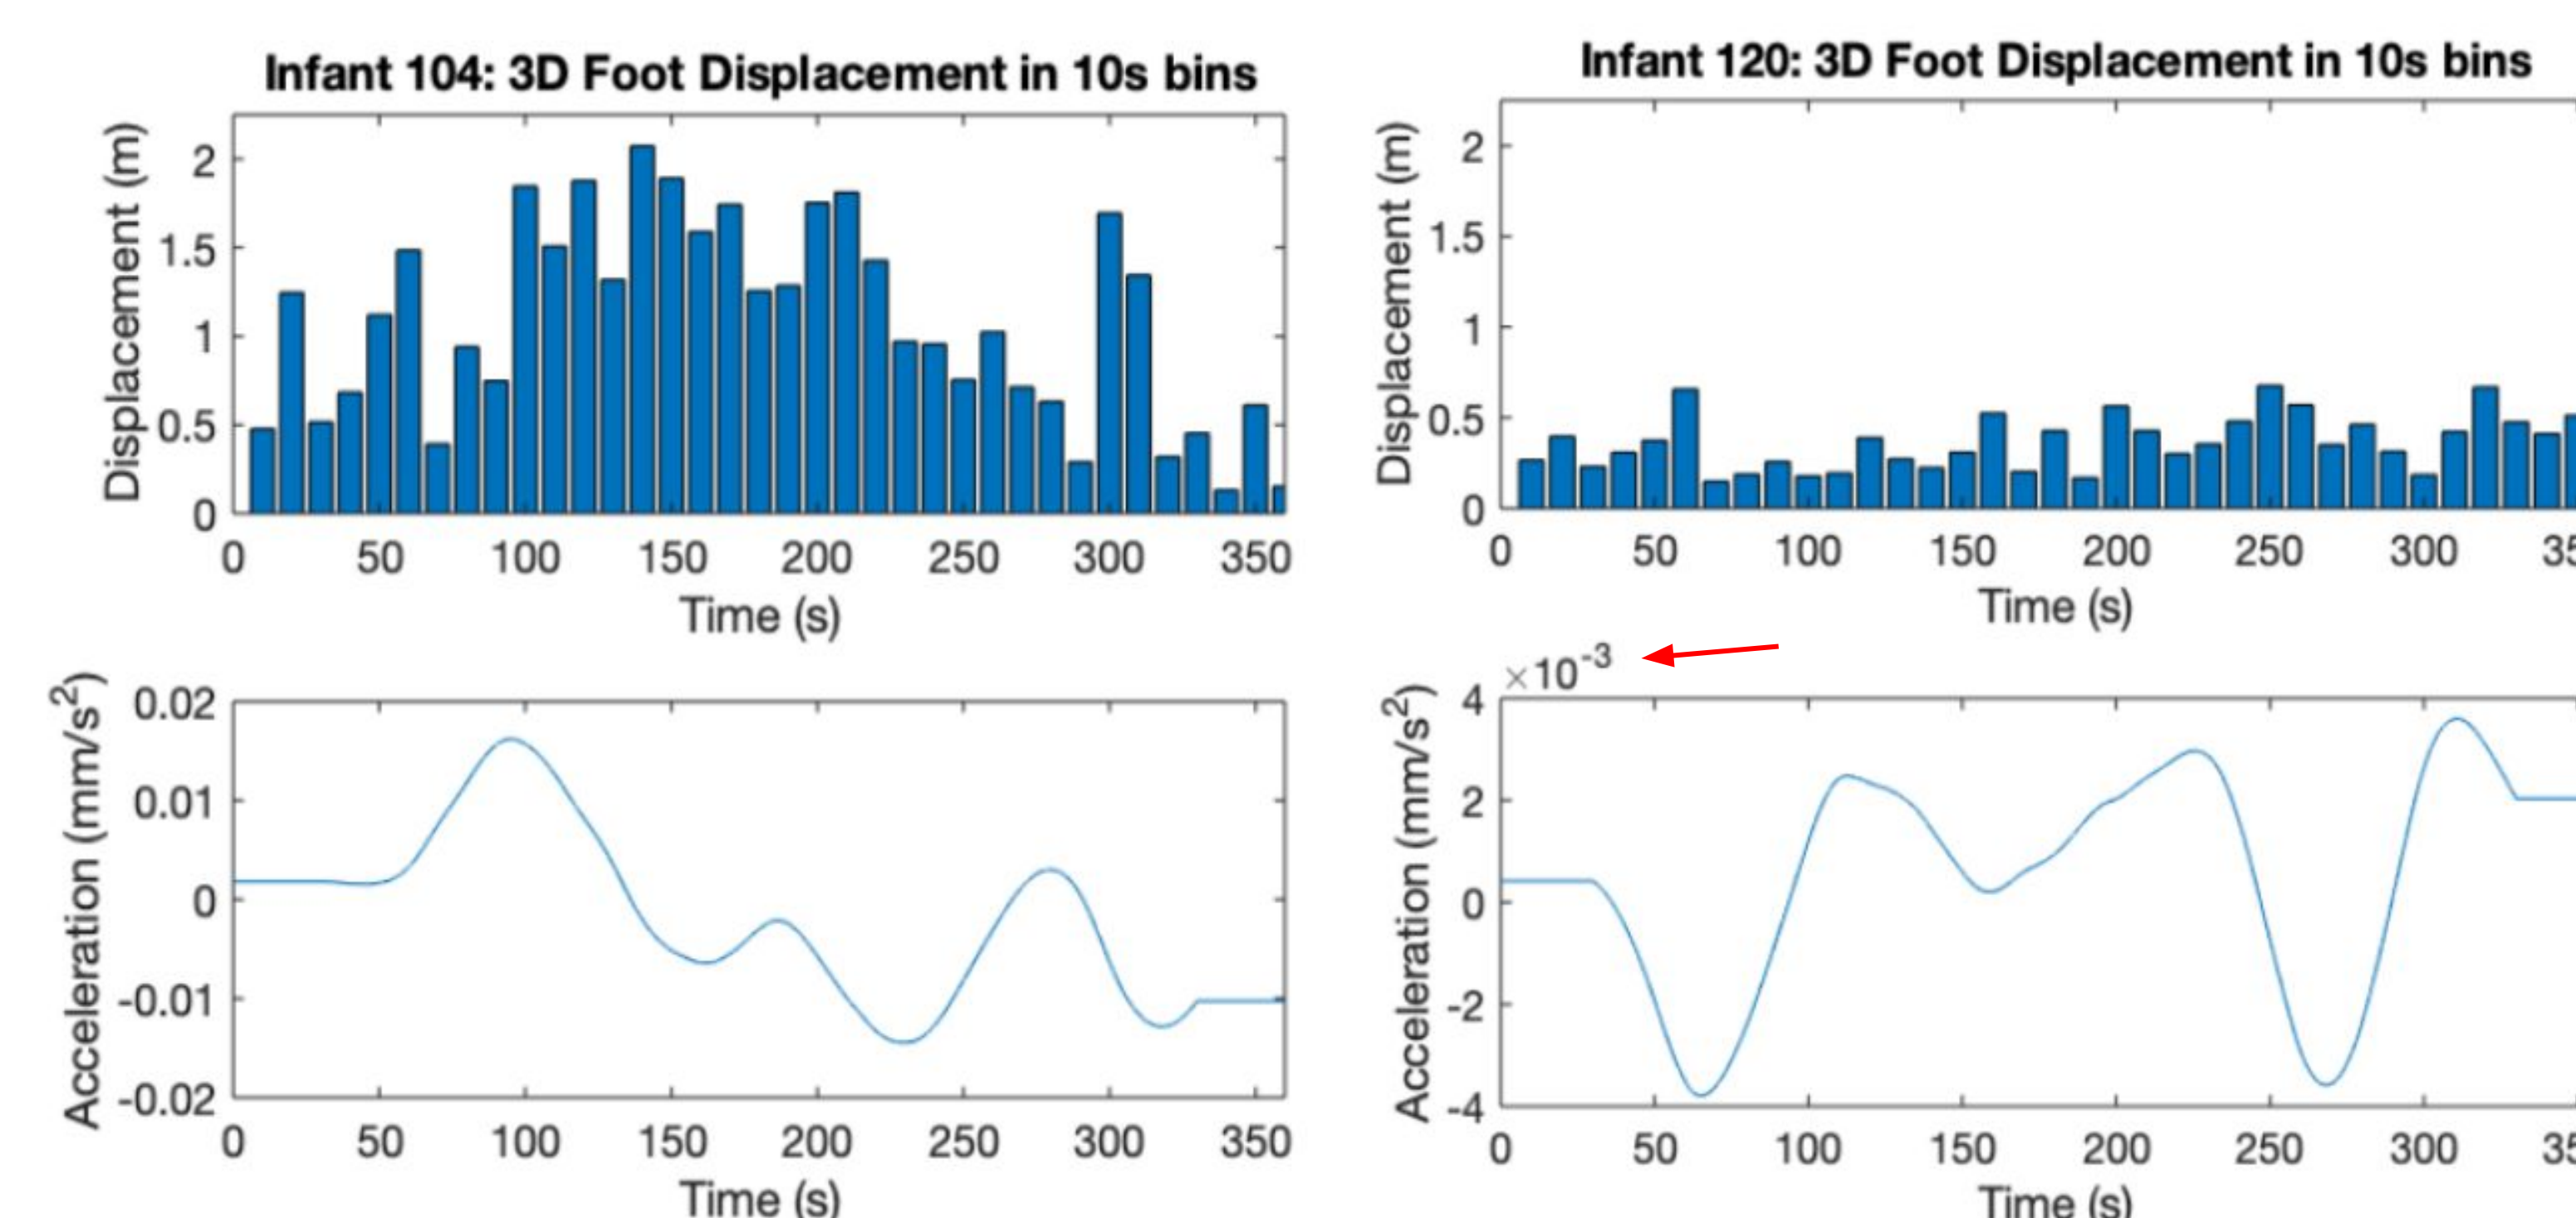 Infant 104: 3D Foot Displacement in 10s bins
Displacement (m)
2
1.5
1
0.5
0
0 50 100 150 200 250 300 350
Time (s)
Acceleration (mm/s²)
0.02
0.01
0
-0.01
-0.02
0 50 100 150 200 250 300 350
Time (s)
Infant 120: 3D Foot Displacement in 10s bins
Displacement (m)
2
1.5
1
0.5
0
0 50 100 150 200 250 300
Time (s)
×10⁻³
Acceleration (mm/s²)
4
2
0
-2
-4
0 50 100 150 200 250 300
Time (s)